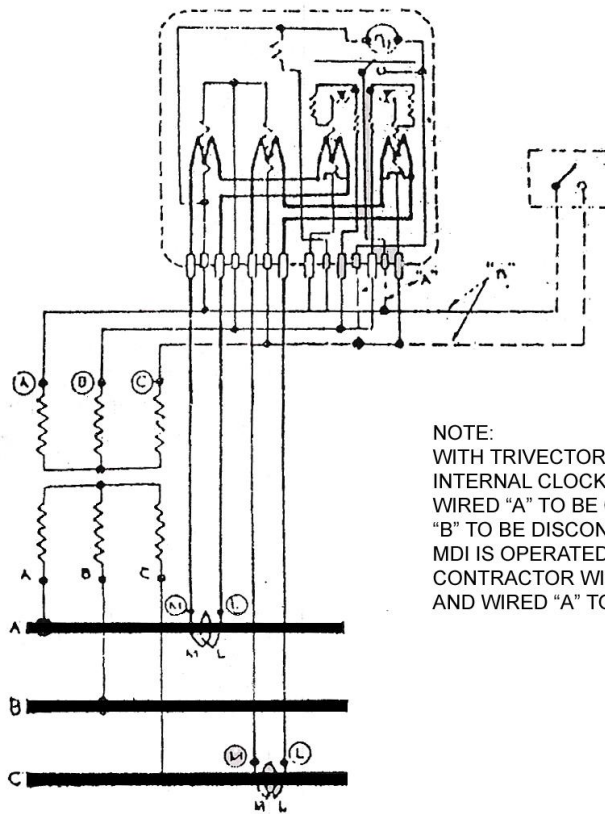 "A"
A
B
C
NOTE:
WITH TRIVECTOR
INTERNAL CLOCK
WIRED “A” TO BE
“B” TO BE DISCON
MDI IS OPERATED
CONTRACTOR WI
AND WIRED “A” TO
A B C
M L
A
M L
B
M L
C
M L